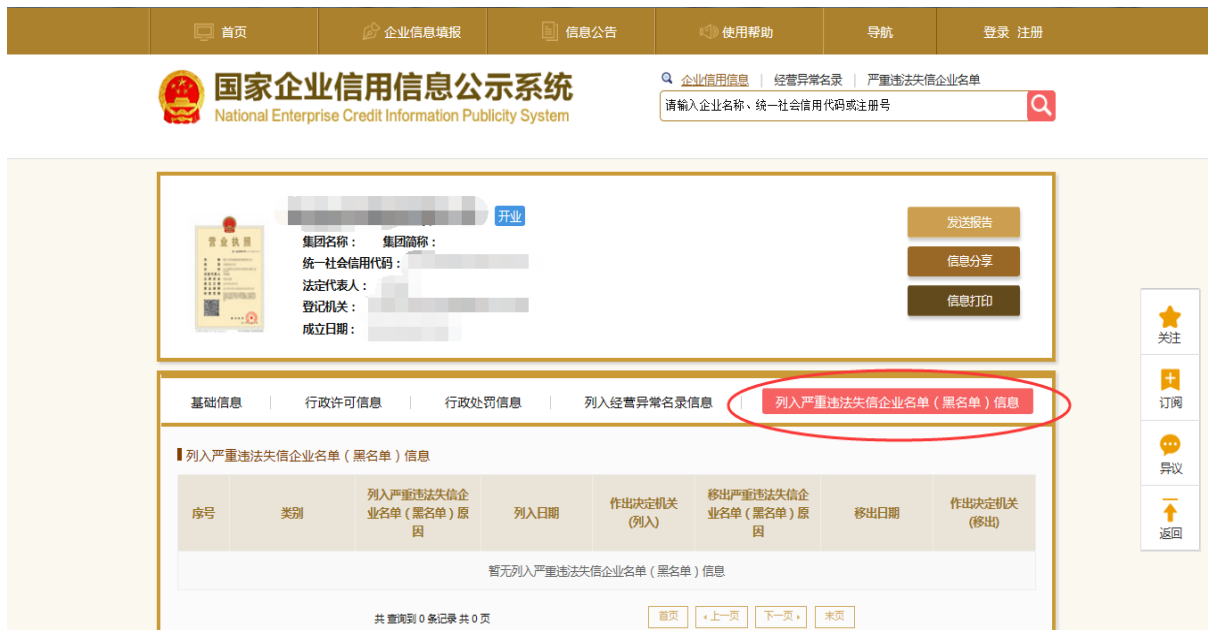 首页
企业信息填报
信息公告
使用帮助
导航
登录 注册
国家企业信用信息公示系统
National Enterprise Credit Information Publicity System
企业信用信息
经营异常名录
严重违法失信企业名单
请输入企业名称、统一社会信用代码或注册号
开业
营业执照
集团名称： 集团简称：
统一社会信用代码：
法定代表人：
登记机关：
成立日期：
发送报告
信息分享
信息打印
关注
订阅
异议
返回
基础信息
行政许可信息
行政处罚信息
列入经营异常名录信息
列入严重违法失信企业名单（黑名单）信息
列入严重违法失信企业名单（黑名单）信息
序号
类别
列入严重违法失信企
业名单（黑名单）原
因
列入日期
作出决定机关
(列入)
移出严重违法失信企
业名单（黑名单）原
因
移出日期
作出决定机关
(移出)
暂无列入严重违法失信企业名单（黑名单）信息
共 查询到 0 条记录 共 0 页
首页
上一页
下一页
末页